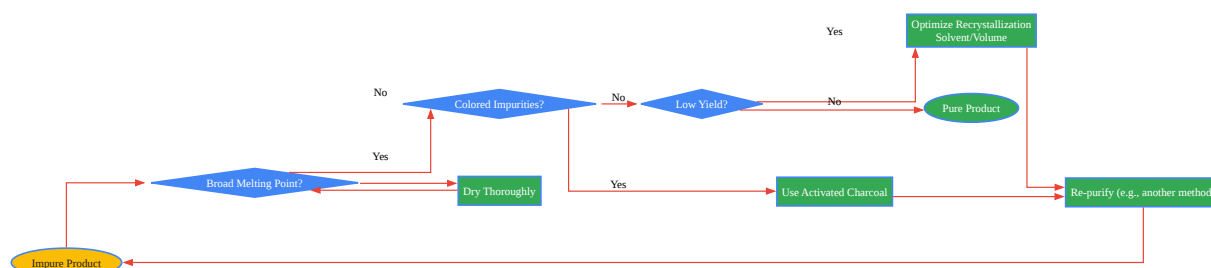 Optimize Recrystallization
Solvent/Volume
Yes
No
Colored Impurities?
No
Low Yield?
No
Pure Product
Yes
Broad Melting Point?
Dry Thoroughly
Yes
Use Activated Charcoal
Re-purify (e.g., another method
Impure Product